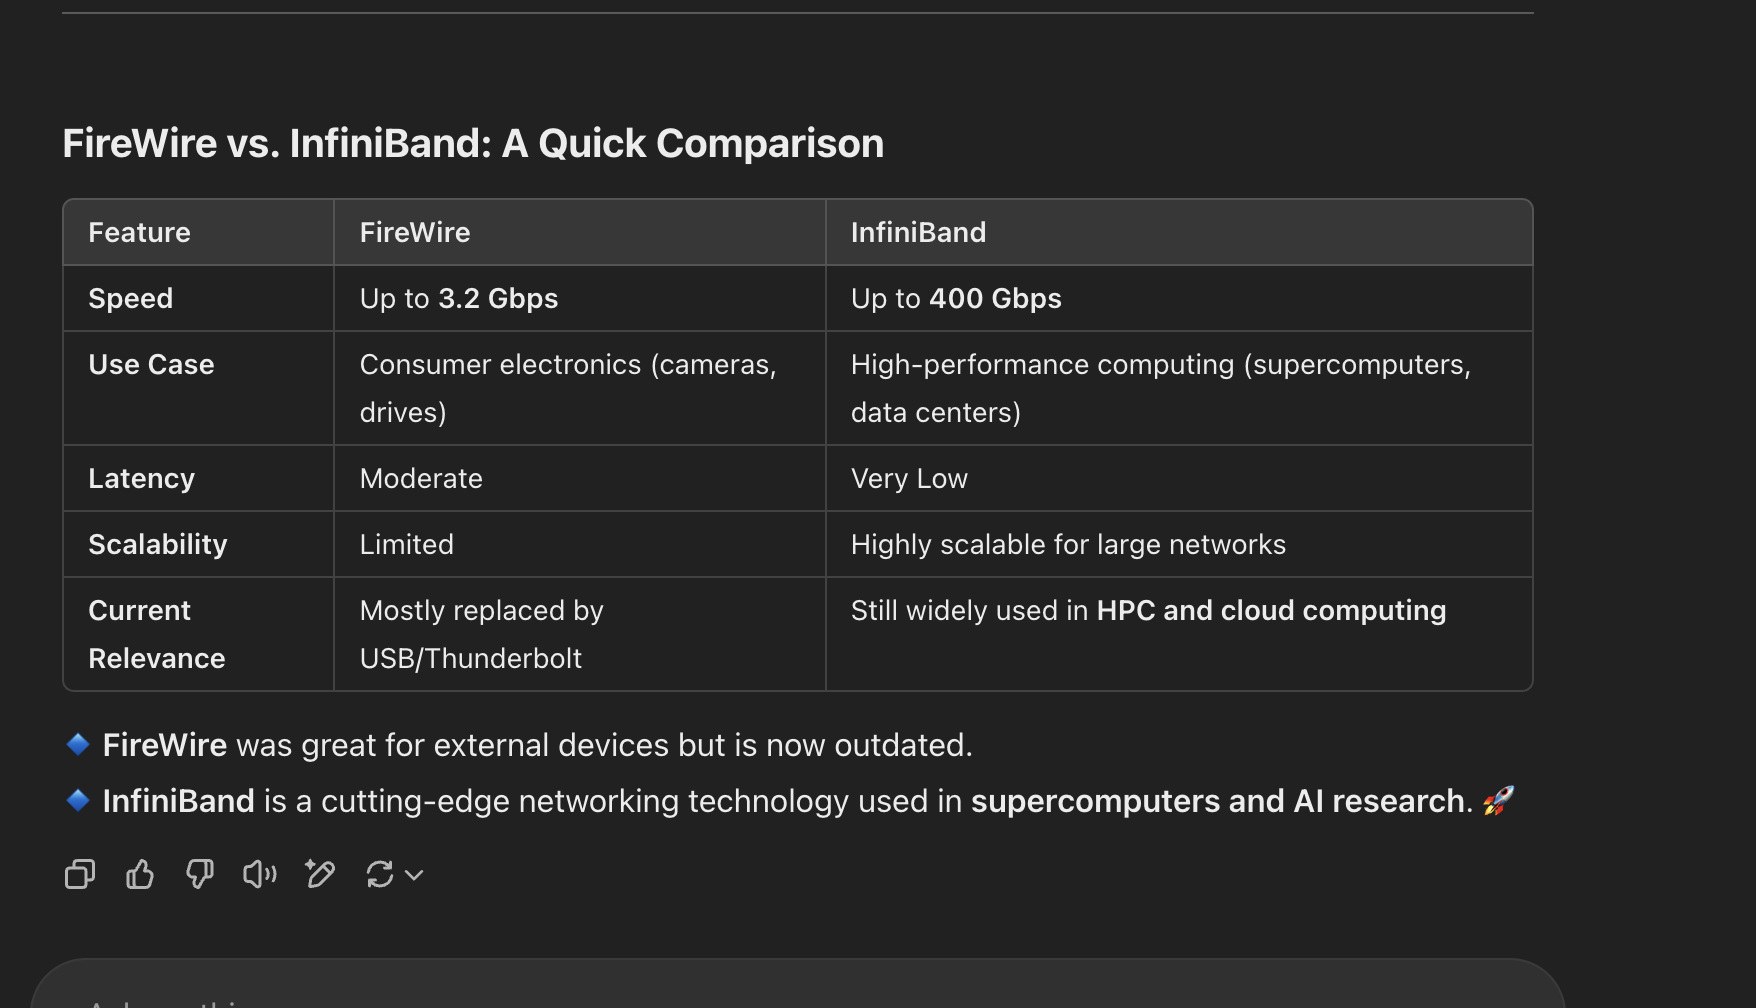 FireWire vs. InfiniBand: A Quick Comparison
Feature FireWire InfiniBand
Speed Up to 3.2 Gbps Up to 400 Gbps
Use Case Consumer electronics (cameras, drives) High-performance computing (supercomputers, data centers)
Latency Moderate Very Low
Scalability Limited Highly scalable for large networks
Current Relevance Mostly replaced by USB/Thunderbolt Still widely used in HPC and cloud computing
🔹 FireWire was great for external devices but is now outdated.
🔹 InfiniBand is a cutting-edge networking technology used in supercomputers and AI research. 🚀